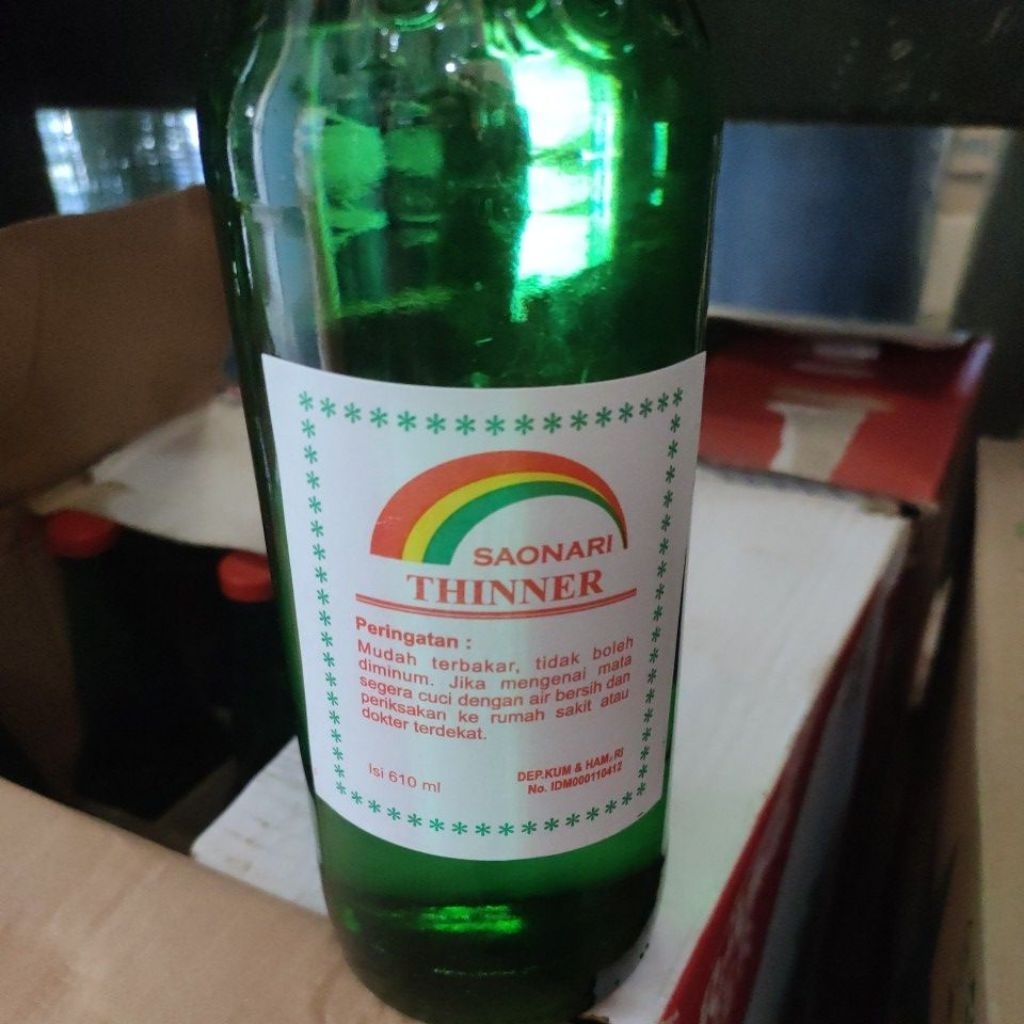 SAONARI
THINNER
Peringatan :
Mudah terbakar, tidak boleh
diminum. Jika mengenai mata
segera cuci dengan air bersih dan
periksakan ke rumah sakit atau
dokter terdekat.
Isi 610 ml
DEP.KUM & HAM. RI
No. IDM000110412